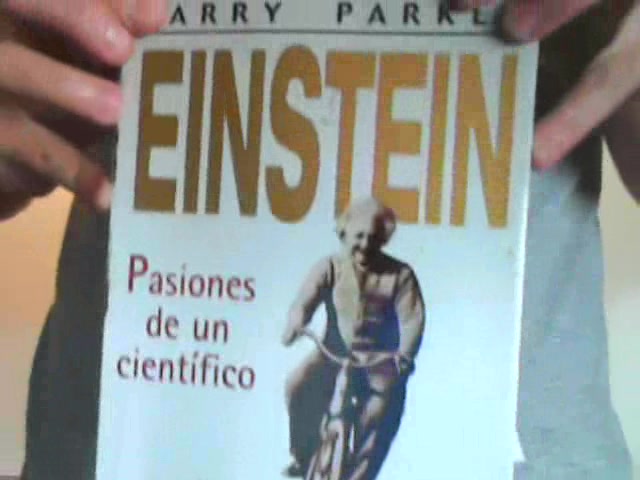 ARRY PARKE
EINSTEIN
Pasiones
de un
científico